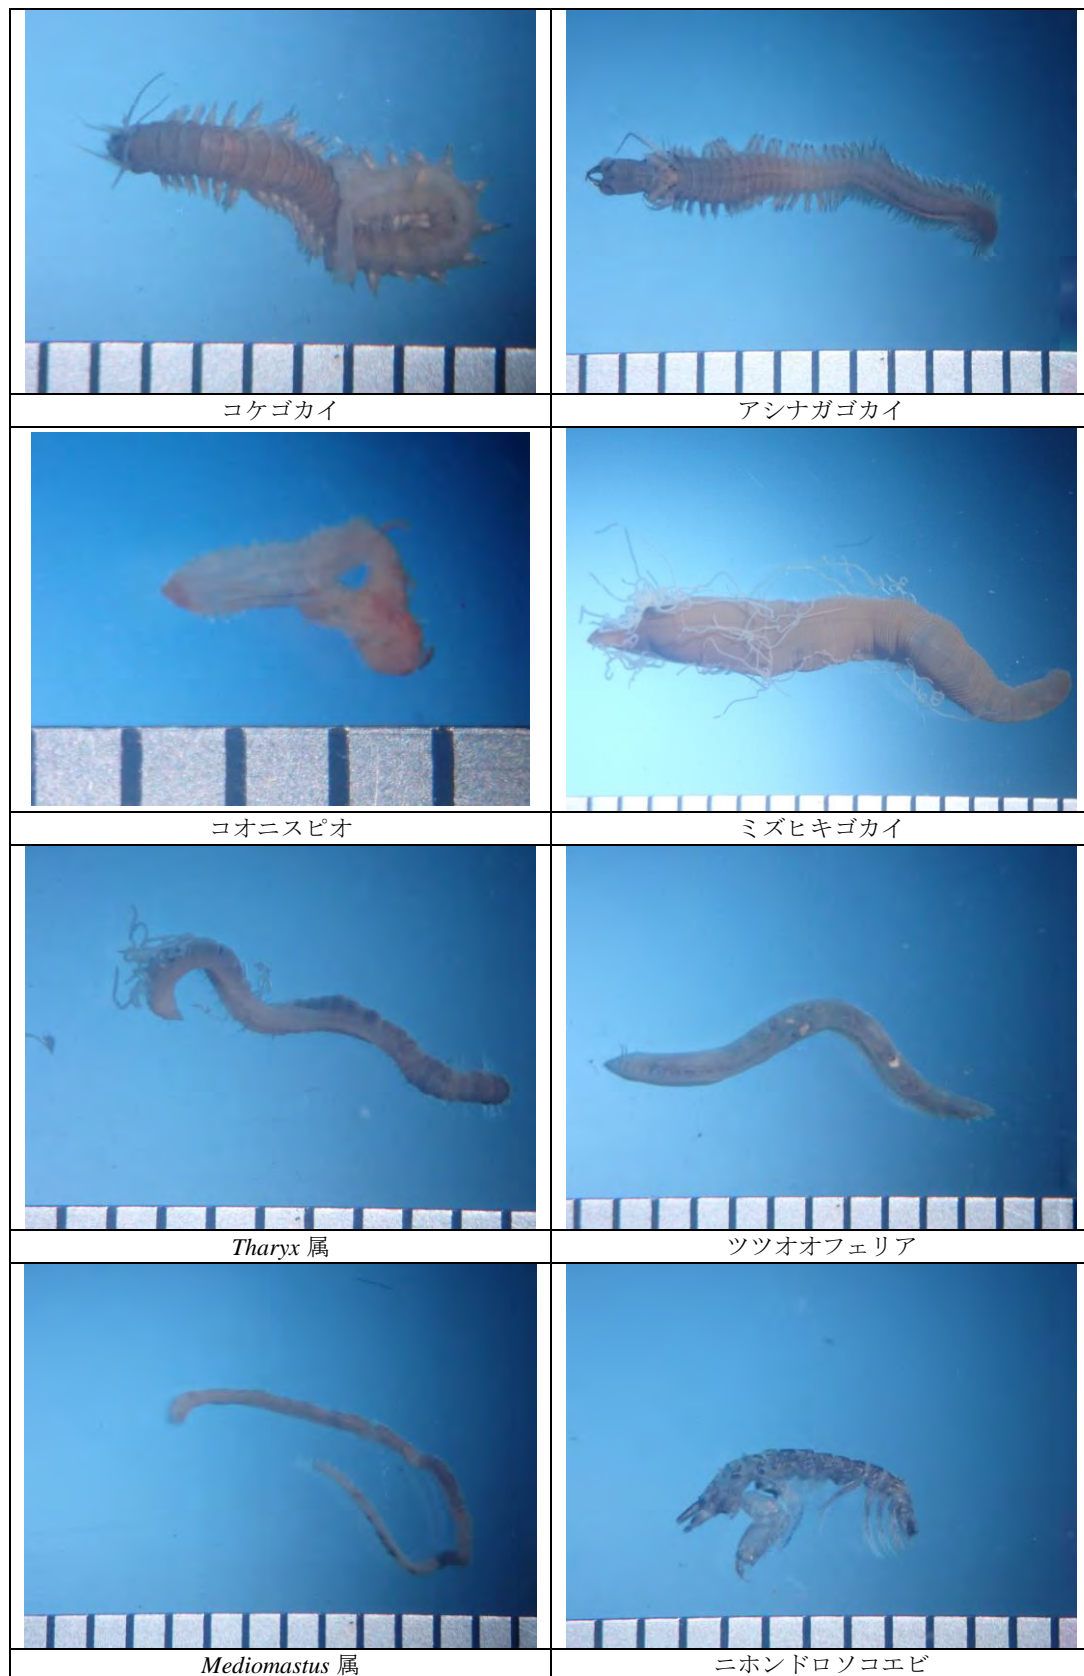 コケゴカイ
アシナガゴカイ
コオニスピオ
ミズヒキゴカイ
Tharyx 属
ツツオオフェリア
Mediomastus 属
ニホンドロソコエビ